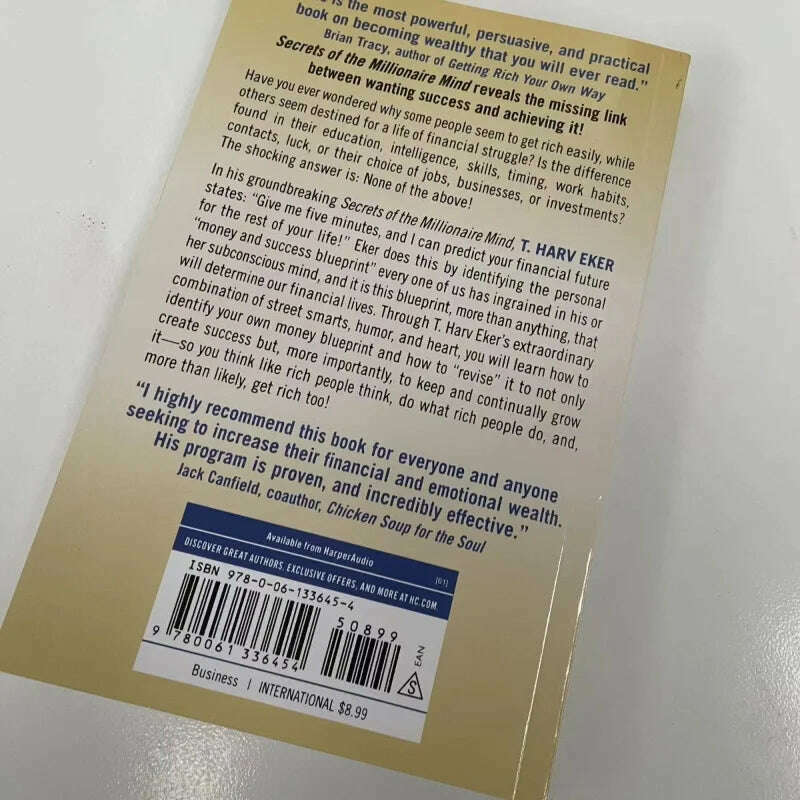 is the most powerful, persuasive, and practical
book on becoming wealthy that you will ever read."
Brian Tracy, author of Getting Rich Your Own Way
Secrets of the Millionaire Mind reveals the missing link
between wanting success and achieving it!
Have you ever wondered why some people seem to get rich easily, while
others seem destined for a life of financial struggle? Is the difference
found in their education, intelligence, skills, timing, work habits,
contacts, luck, or their choice of jobs, businesses, or investments?
The shocking answer is: None of the above!
In his groundbreaking Secrets of the Millionaire Mind, T. HARV EKER
states: "Give me five minutes, and I can predict your financial future
for the rest of your life!" Eker does this by identifying the personal
"money and success blueprint" every one of us has ingrained in his or
her subconscious mind, and it is this blueprint, more than anything, that
will determine our financial lives. Through T. Harv Eker's extraordinary
combination of street smarts, humor, and heart, you will learn how to
identify your own money blueprint and how to "revise" it to not only
create success but, more importantly, to keep and continually grow
it—so you think like rich people think, do what rich people do, and,
more than likely, get rich too!
"I highly recommend this book for everyone and anyone
seeking to increase their financial and emotional wealth.
His program is proven, and incredibly effective."
Jack Canfield, coauthor, Chicken Soup for the Soul
Available from HarperAudio
DISCOVER GREAT AUTHORS, EXCLUSIVE OFFERS, AND MORE AT HC.COM.
[01]
ISBN 978-0-06-133645-4
50899
9 780061 336454
EAN
S
Business | INTERNATIONAL $8.99